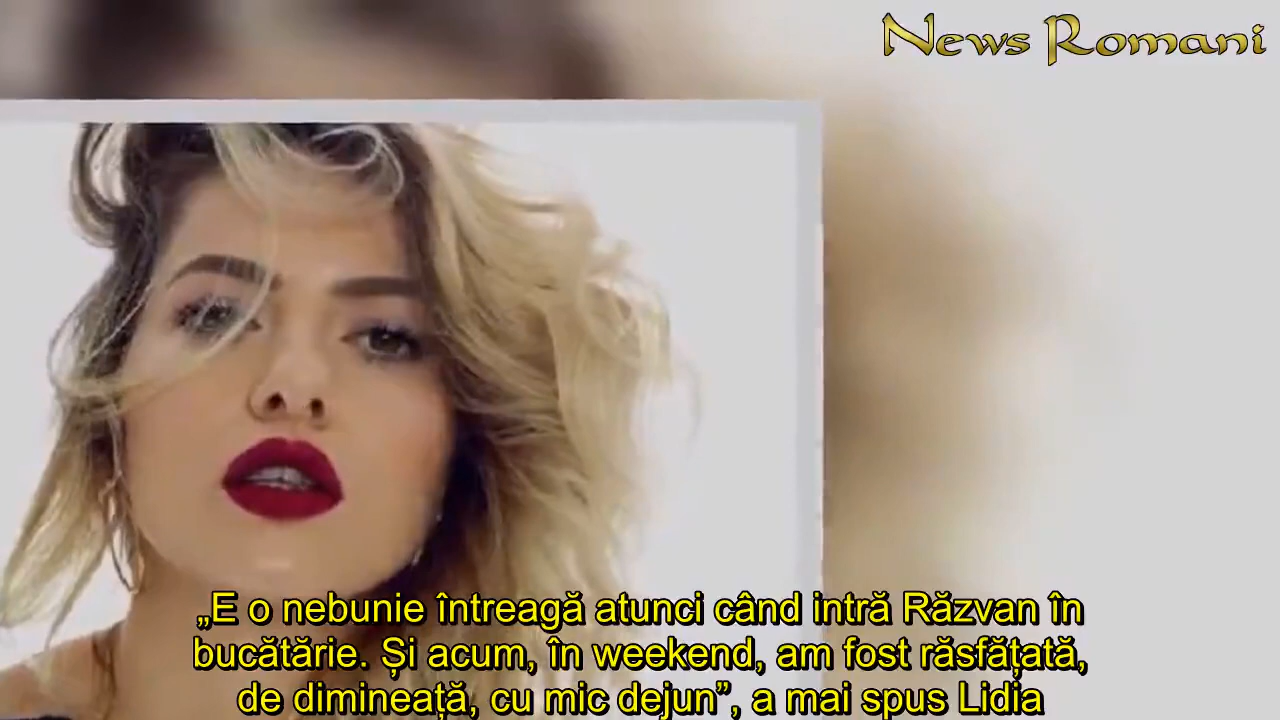 News Romani
„E o nebunie întreagă atunci când intră Răzvan în
bucătărie. Și acum, în weekend, am fost răsfățată,
de dimineață, cu mic dejun”, a mai spus Lidia